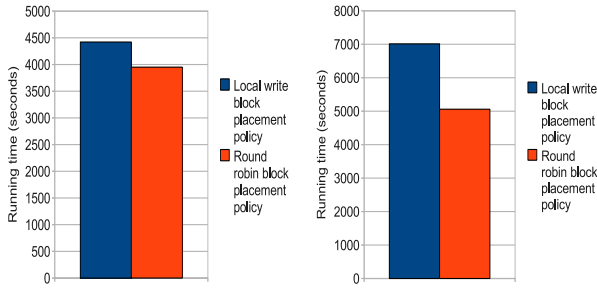 5000
4500
4000
3500
3000
2500
2000
1500
1000
500
0
Running time (seconds)
Local write
block
placement
policy
Round
robin block
placement
policy
8000
7000
6000
5000
4000
3000
2000
1000
0
Running time (seconds)
Local write
block
placement
policy
Round
robin block
placement
policy